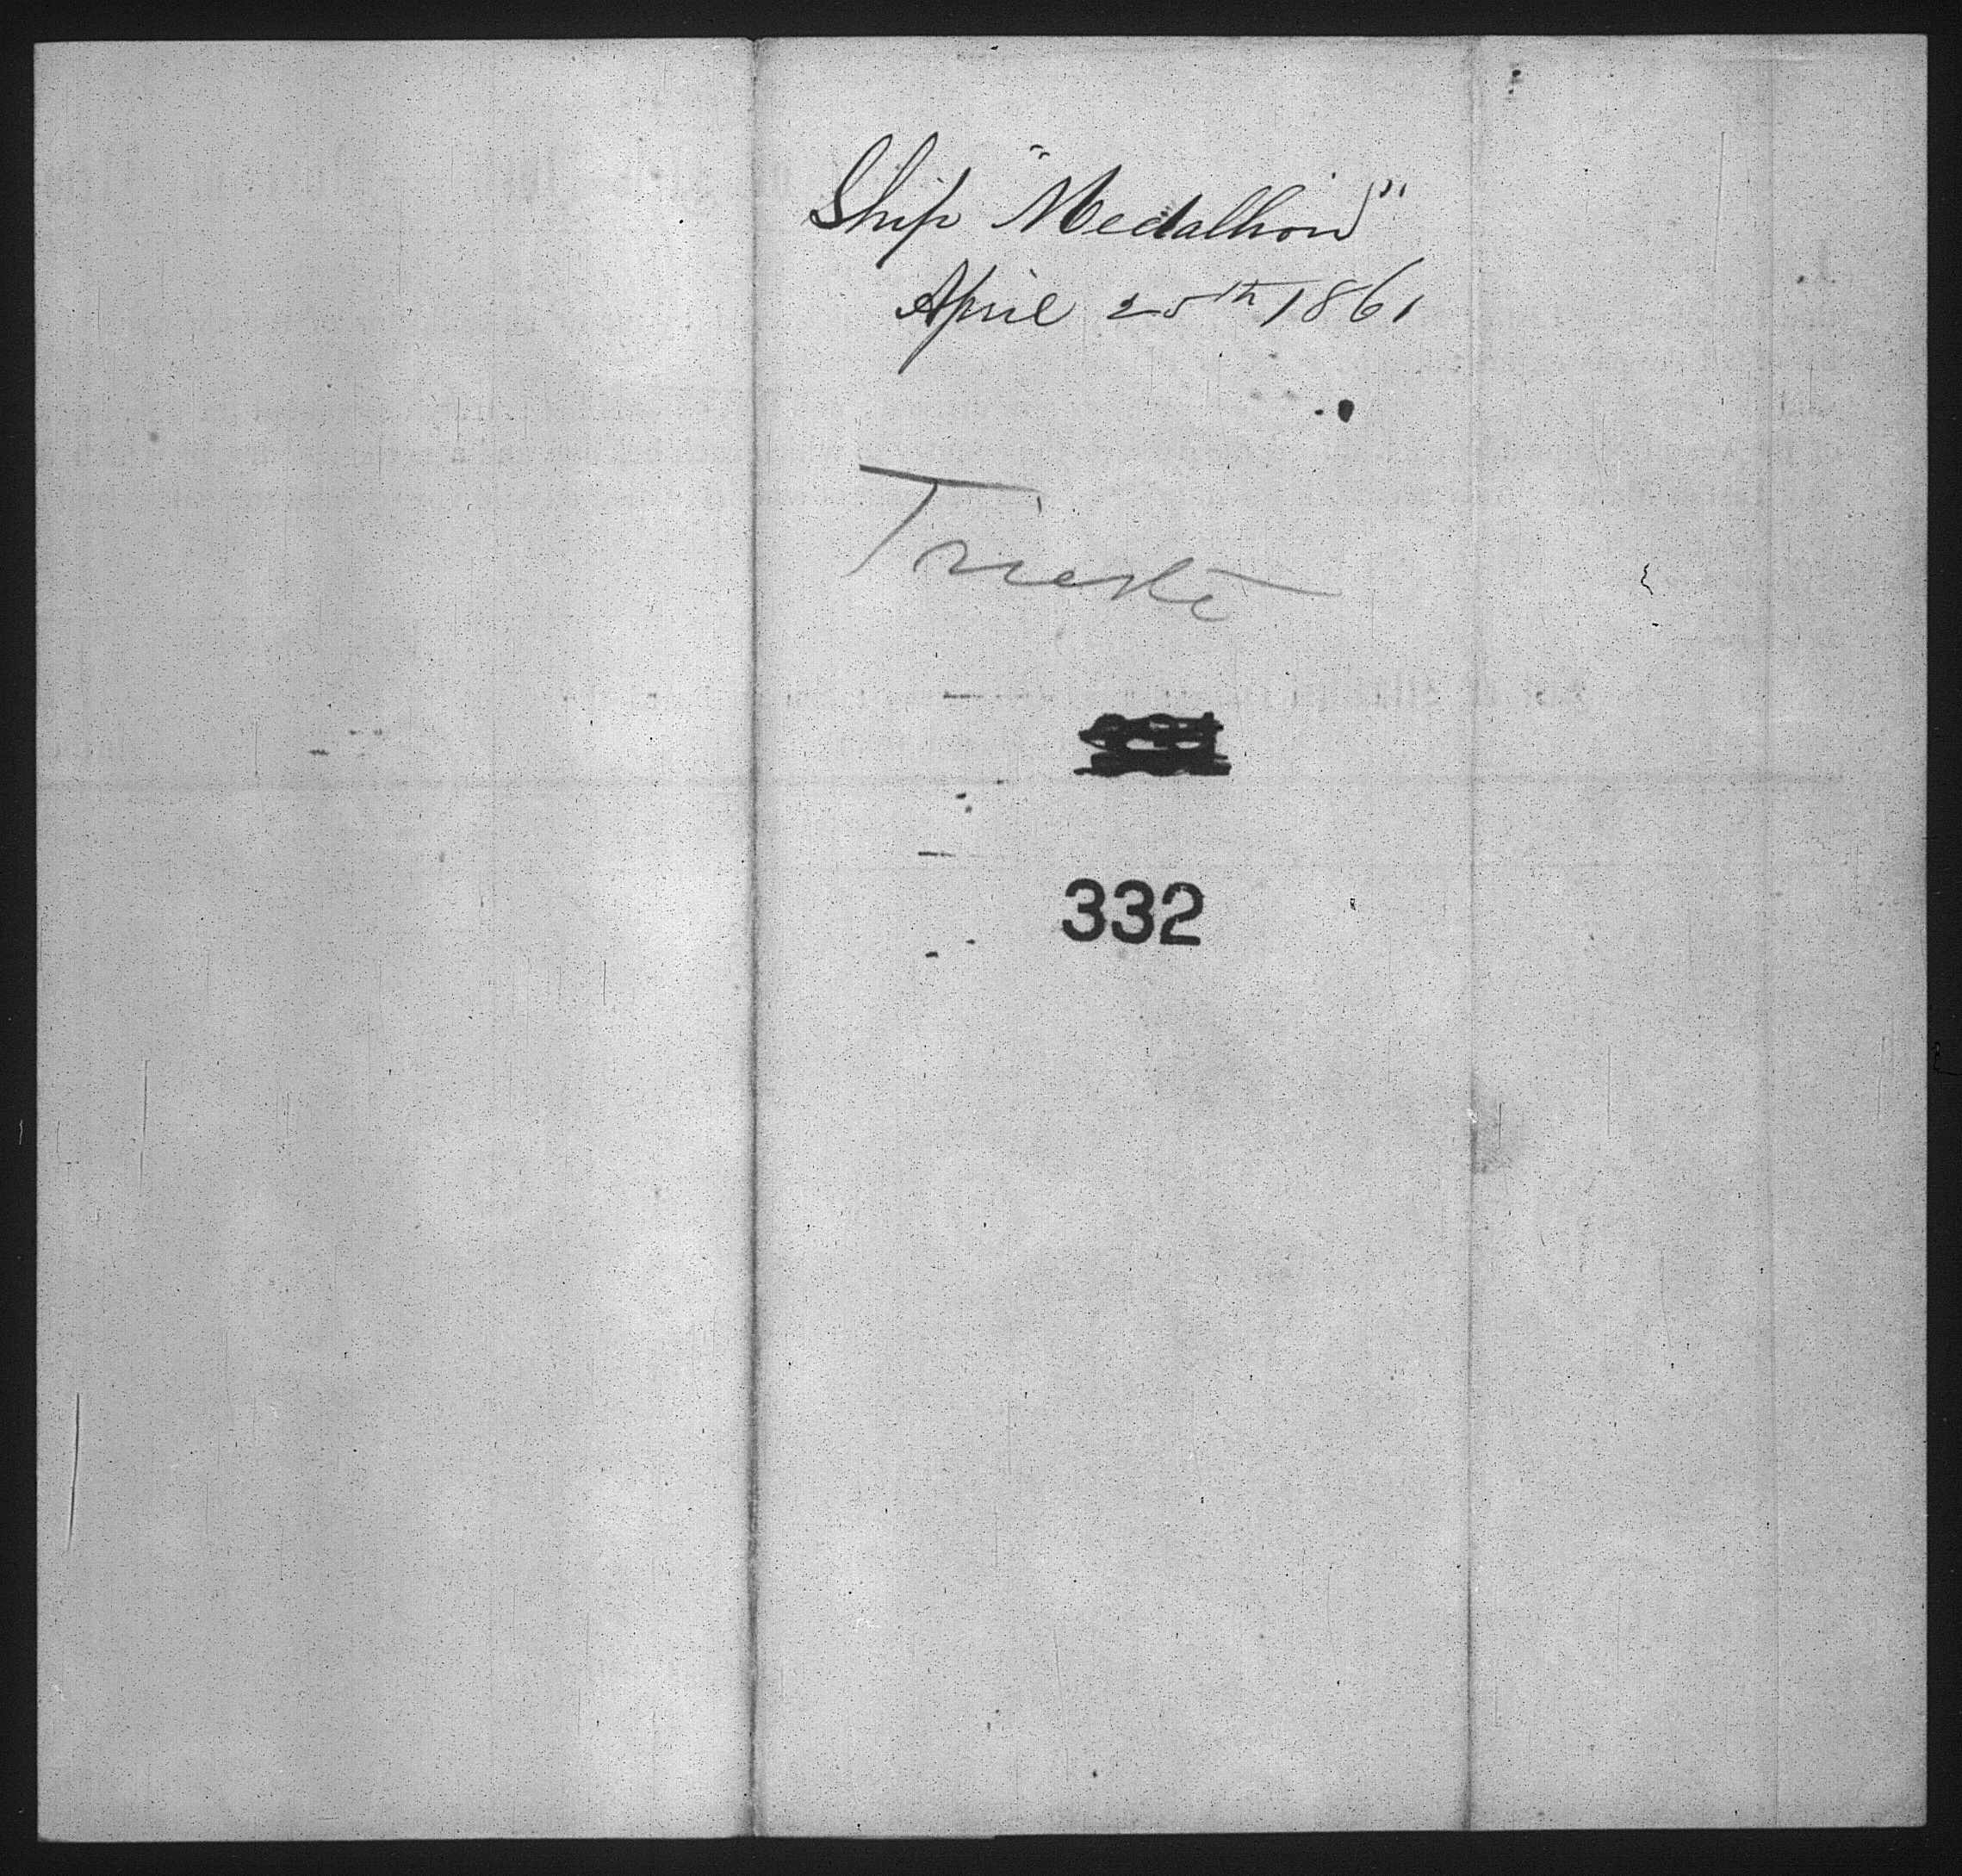 Ship "Medallion"
April 25th 1861
Trieste
332